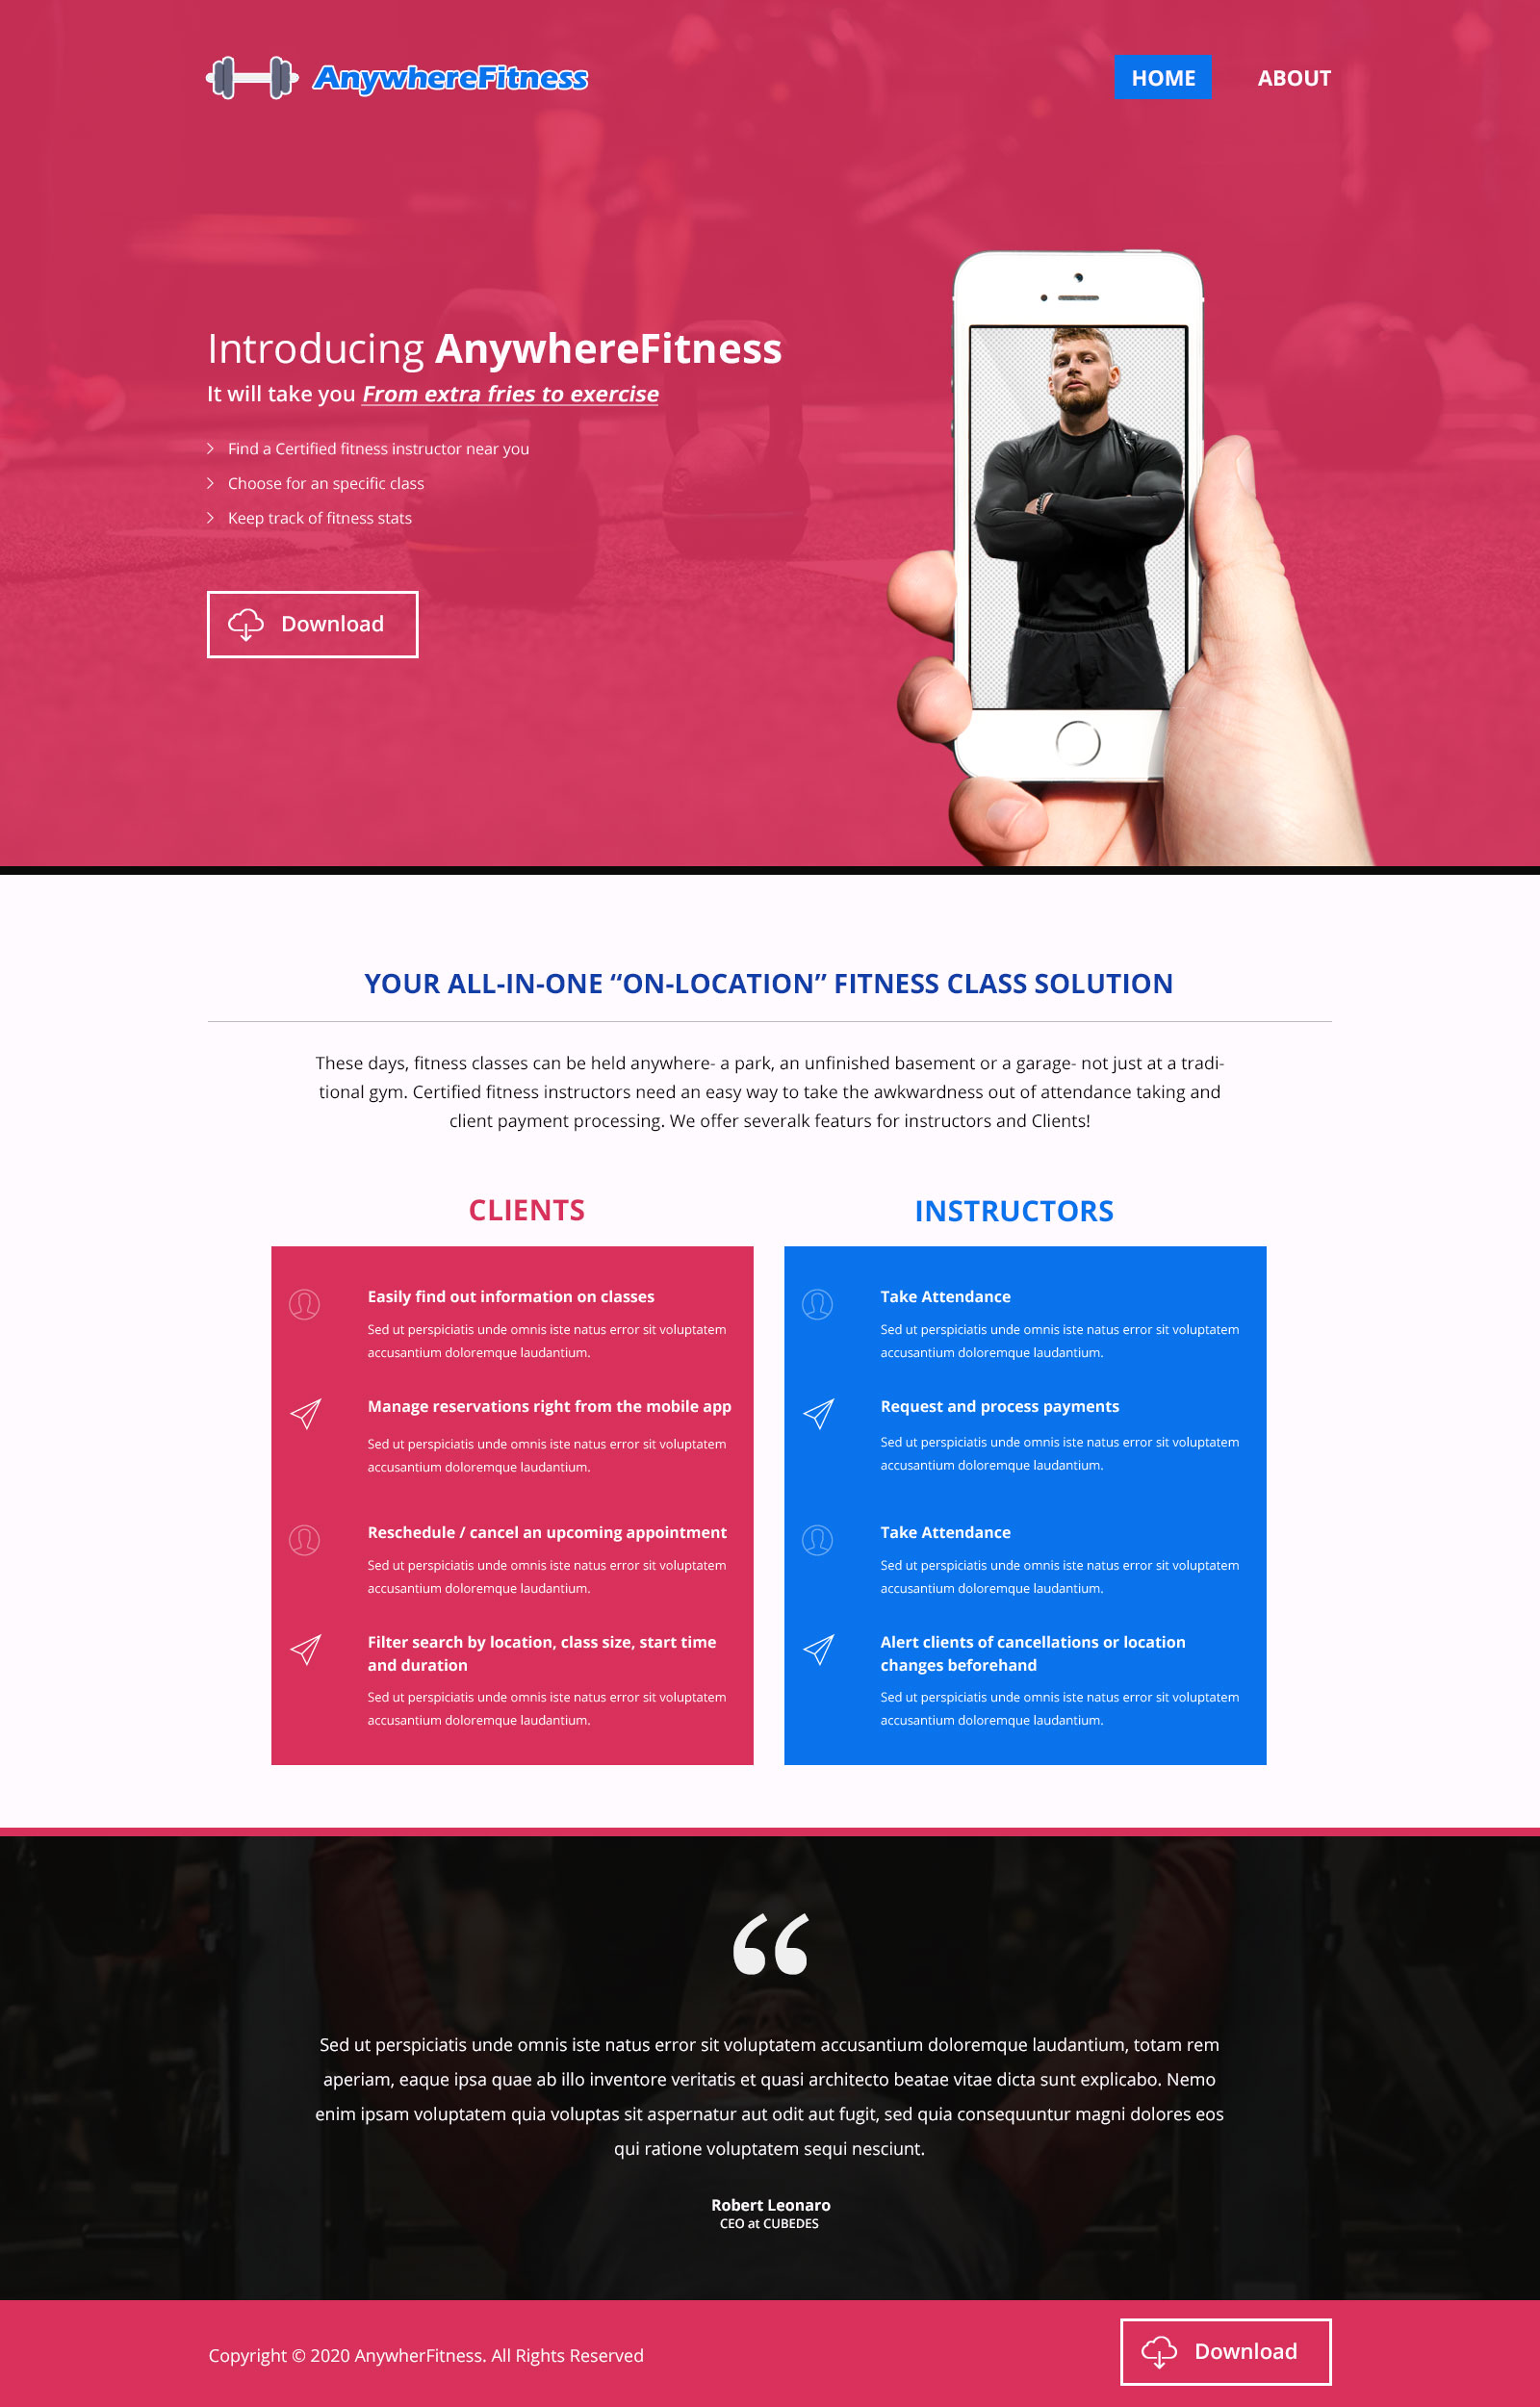 AnywhereFitness
HOME
ABOUT
Introducing AnywhereFitness
It will take you From extra fries to exercise
Find a Certified fitness instructor near you
Choose for an specific class
Keep track of fitness stats
Download
YOUR ALL-IN-ONE “ON-LOCATION” FITNESS CLASS SOLUTION
These days, fitness classes can be held anywhere- a park, an unfinished basement or a garage- not just at a tradi-
tional gym. Certified fitness instructors need an easy way to take the awkwardness out of attendance taking and
client payment processing. We offer severalk featurs for instructors and Clients!
CLIENTS
Easily find out information on classes
Sed ut perspiciatis unde omnis iste natus error sit voluptatem
accusantium doloremque laudantium.
Manage reservations right from the mobile app
Sed ut perspiciatis unde omnis iste natus error sit voluptatem
accusantium doloremque laudantium.
Reschedule / cancel an upcoming appointment
Sed ut perspiciatis unde omnis iste natus error sit voluptatem
accusantium doloremque laudantium.
Filter search by location, class size, start time
and duration
Sed ut perspiciatis unde omnis iste natus error sit voluptatem
accusantium doloremque laudantium.
INSTRUCTORS
Take Attendance
Sed ut perspiciatis unde omnis iste natus error sit voluptatem
accusantium doloremque laudantium.
Request and process payments
Sed ut perspiciatis unde omnis iste natus error sit voluptatem
accusantium doloremque laudantium.
Take Attendance
Sed ut perspiciatis unde omnis iste natus error sit voluptatem
accusantium doloremque laudantium.
Alert clients of cancellations or location
changes beforehand
Sed ut perspiciatis unde omnis iste natus error sit voluptatem
accusantium doloremque laudantium.
“
Sed ut perspiciatis unde omnis iste natus error sit voluptatem accusantium doloremque laudantium, totam rem
aperiam, eaque ipsa quae ab illo inventore veritatis et quasi architecto beatae vitae dicta sunt explicabo. Nemo
enim ipsam voluptatem quia voluptas sit aspernatur aut odit aut fugit, sed quia consequuntur magni dolores eos
qui ratione voluptatem sequi nesciunt.
Robert Leonaro
CEO at CUBEDES
Copyright © 2020 AnywherFitness. All Rights Reserved
Download